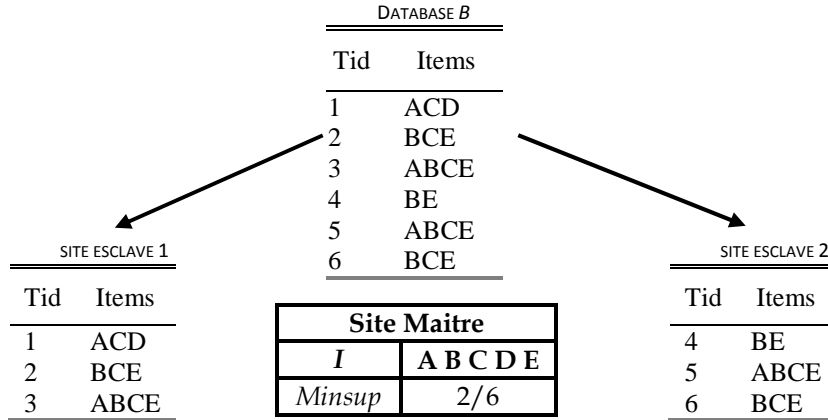 DATABASE B
Tid Items
1 ACD
2 BCE
3 ABCE
4 BE
5 ABCE
6 BCE
SITE ESCLAVE 1
Tid Items
1 ACD
2 BCE
3 ABCE
Site Maitre
I A B C D E
Minsup 2/6
SITE ESCLAVE 2
Tid Items
4 BE
5 ABCE
6 BCE